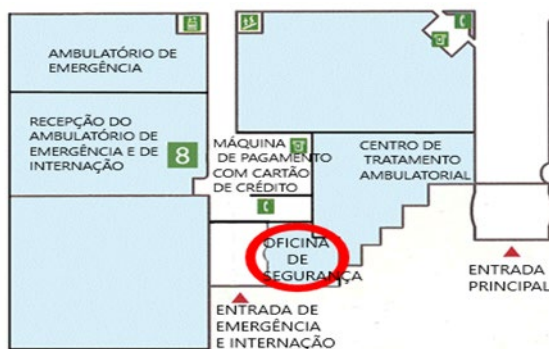 AMBULATÓRIO DE
EMERGÊNCIA
RECEPÇÃO DO
AMBULATÓRIO DE
EMERGÊNCIA E DE
INTERNAÇÃO
8
MÁQUINA
DE PAGAMENTO
COM CARTÃO
DE CRÉDITO
CENTRO DE
TRATAMENTO
AMBULATORIAL
OFICINA
DE
SEGURANÇA
ENTRADA DE
EMERGÊNCIA
E INTERNAÇÃO
ENTRADA
PRINCIPAL